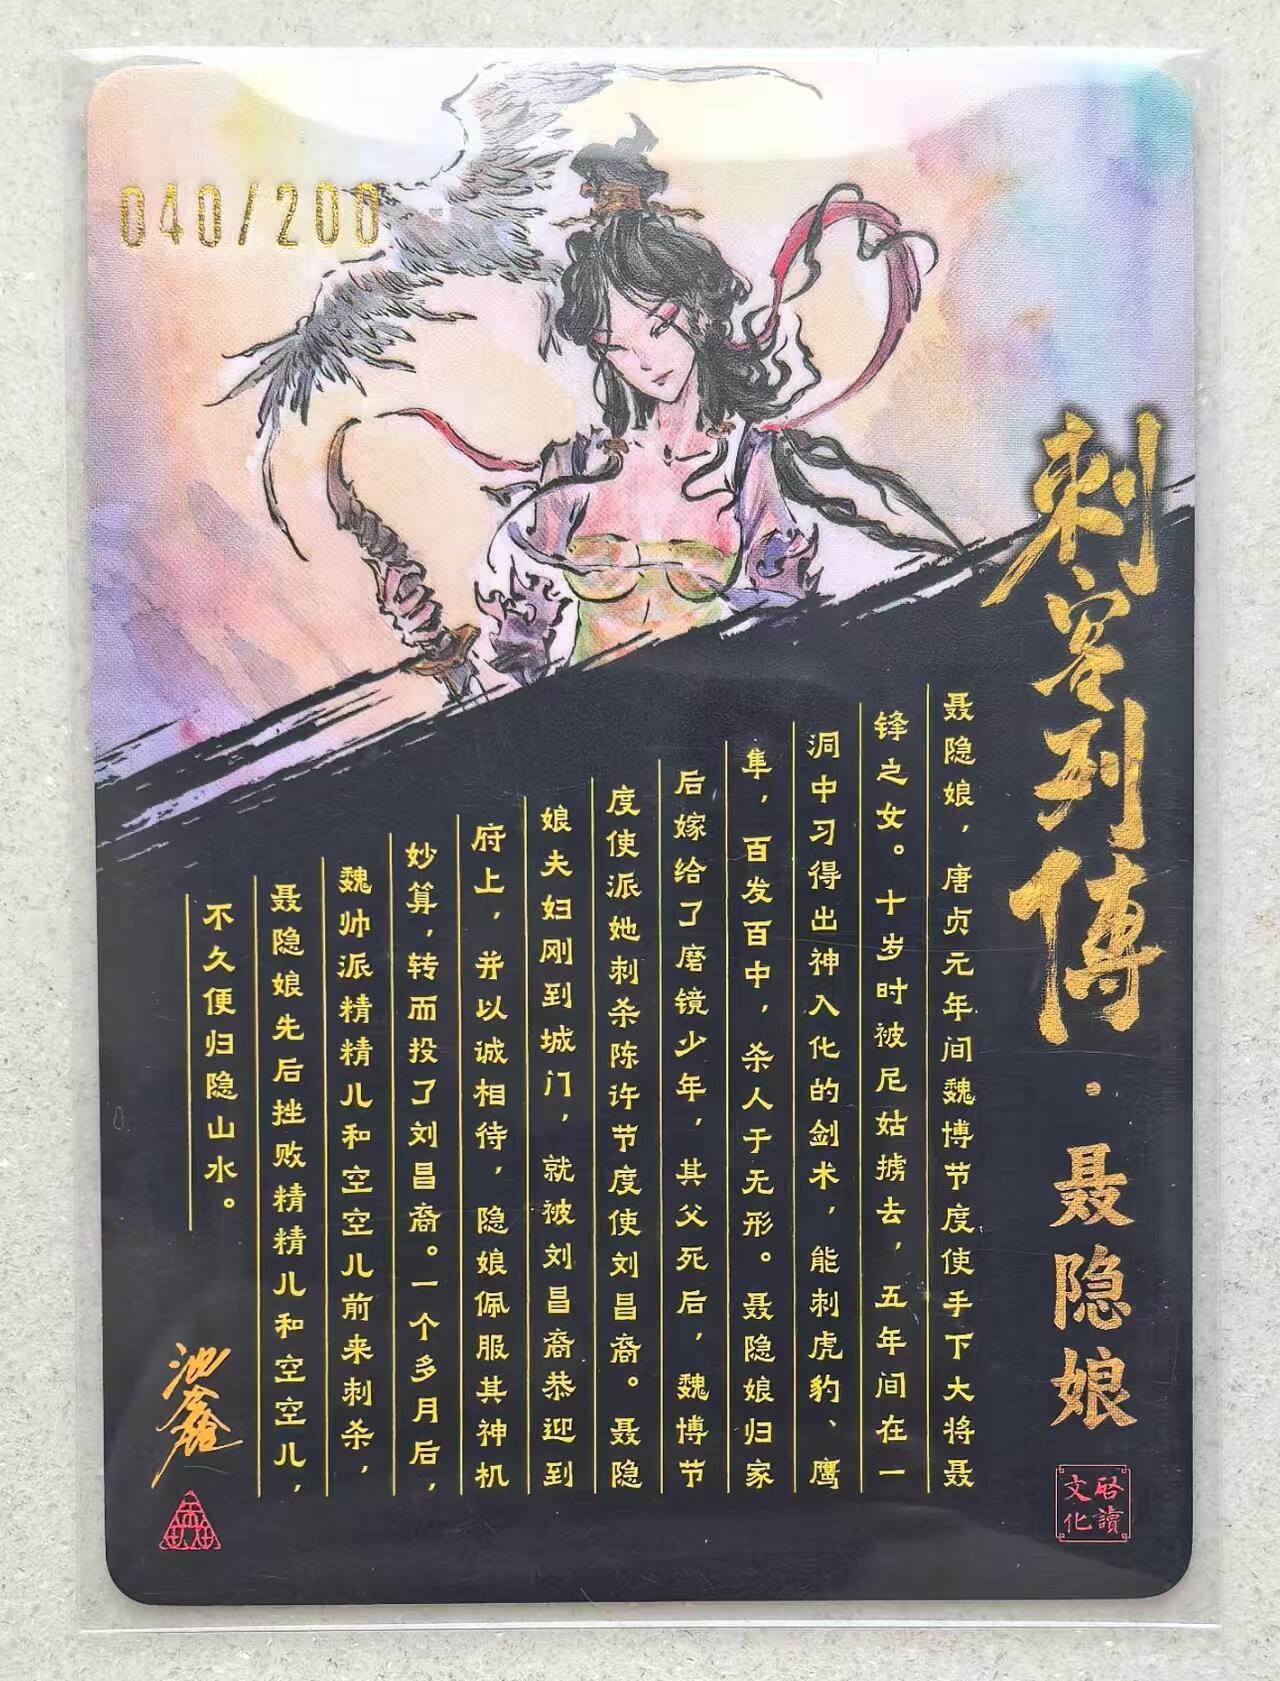 040/200
刺客列傳·聂隐娘
聂隐娘，唐贞元年间魏博节度使手下大将聂
锋之女。十岁时被尼姑掳去，五年间在一
洞中习得出神入化的剑术，能刺虎豹、鹰
隼，百发百中，杀人于无形。聂隐娘归家
后嫁给了磨镜少年，其父死后，魏博节
度使派她刺杀陈许节度使刘昌裔。聂隐
娘夫妇刚到城门，就被刘昌裔恭迎到
府上，并以诚相待，隐娘佩服其神机
妙算，转而投了刘昌裔。一个多月后，
魏帅派精精儿和空空儿前来刺杀，
聂隐娘先后挫败精精儿和空空儿，
不久便归隐山水。
启讀
文化